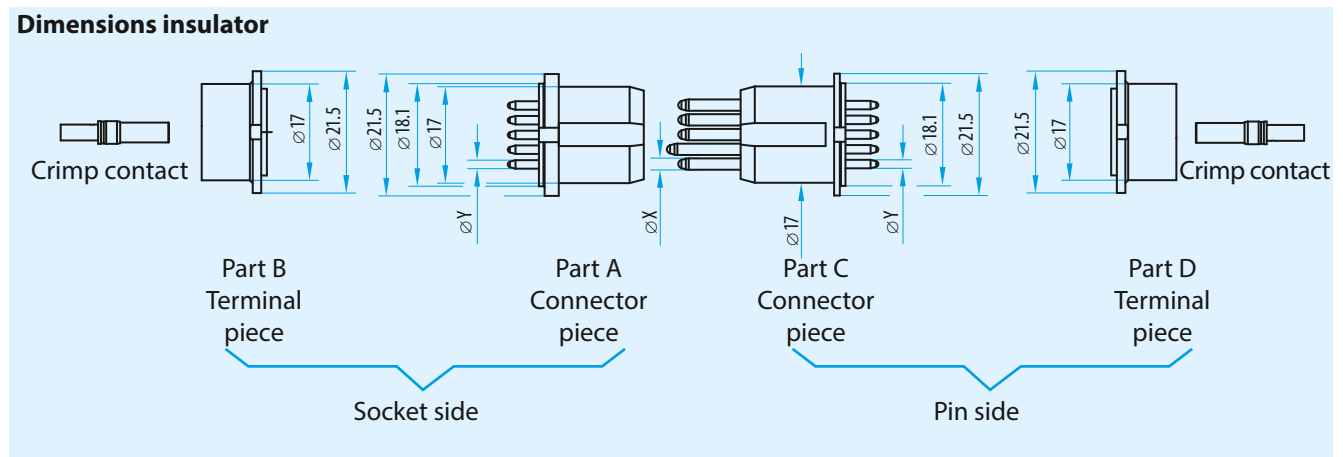 Dimensions insulator
Crimp contact
⌀17
⌀21.5
⌀21.5
⌀18.1
⌀17
⌀Y
⌀X
⌀17
⌀Y
⌀18.1
⌀21.5
⌀21.5
⌀17
Crimp contact
Part B
Terminal
piece
Part A
Connector
piece
Part C
Connector
piece
Part D
Terminal
piece
Socket side
Pin side